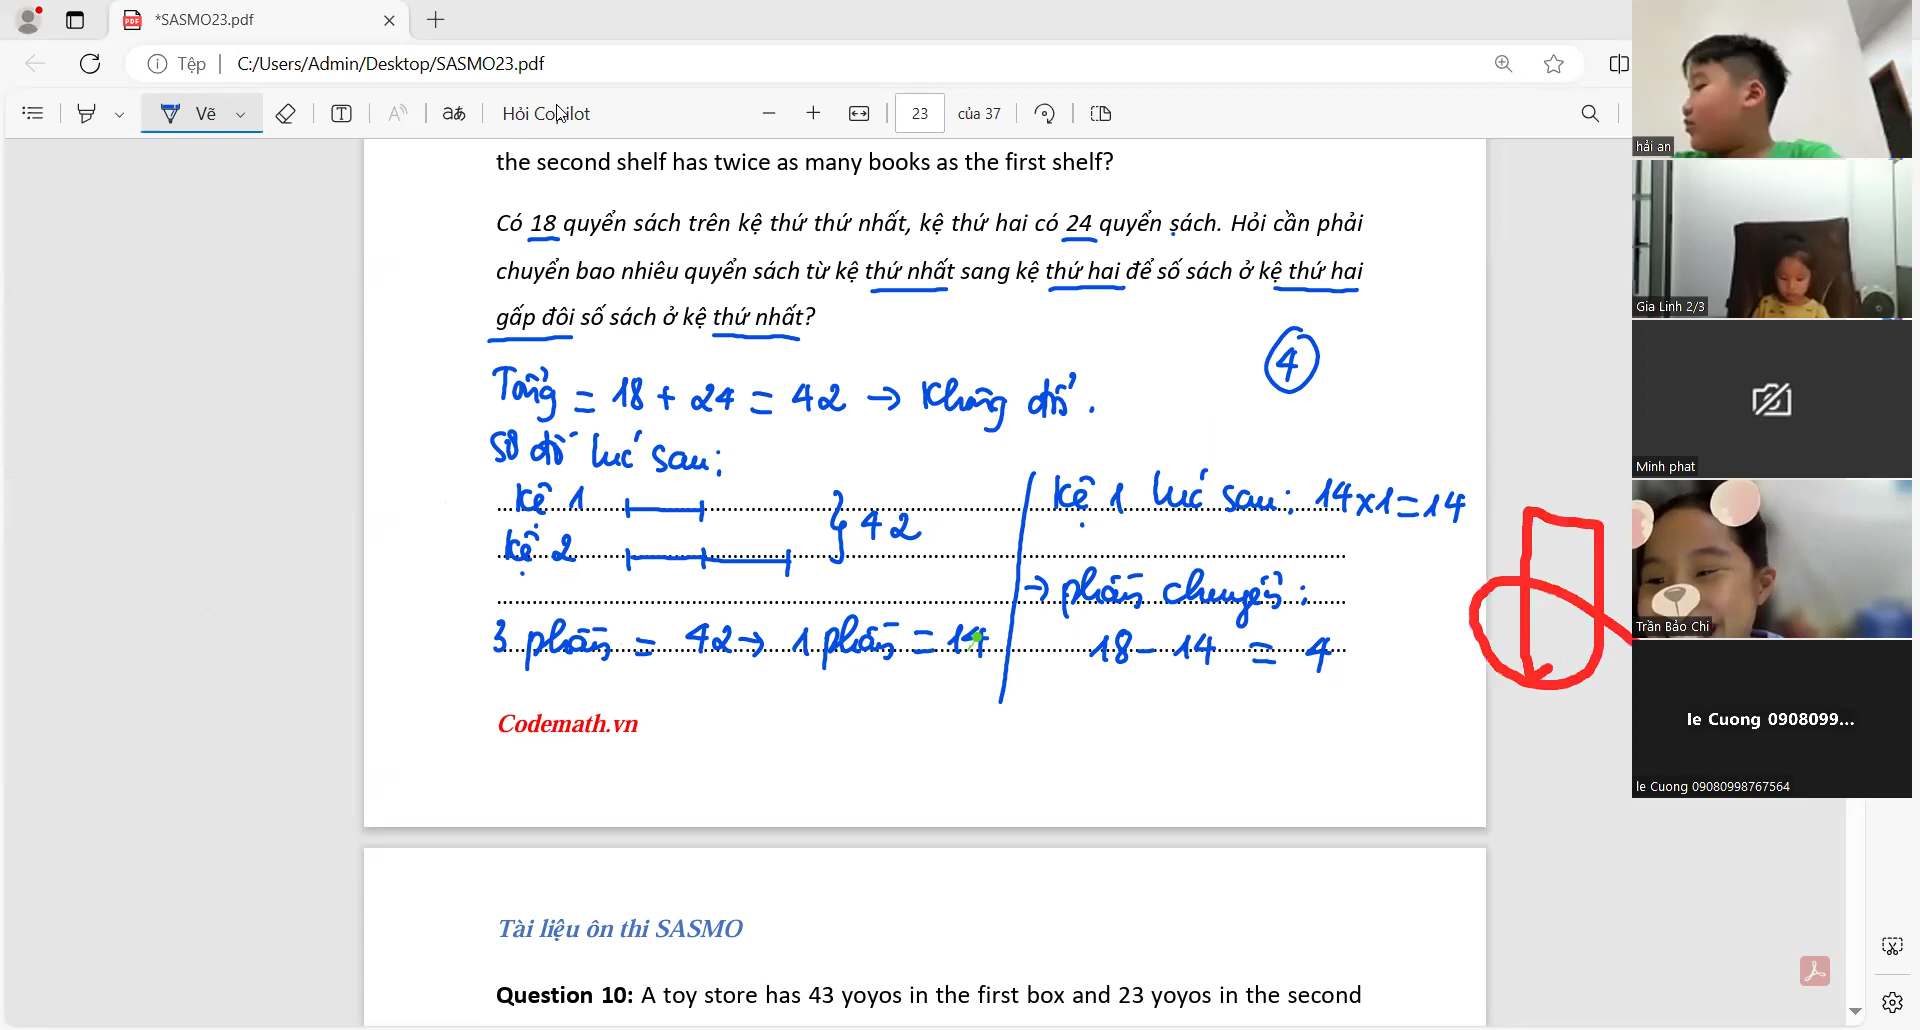 *SASMO23.pdf
Tệp
C:/Users/Admin/Desktop/SASMO23.pdf
Vẽ
Hỏi Copilot
23 của 37
the second shelf has twice as many books as the first shelf?
Có 18 quyển sách trên kệ thứ thứ nhất, kệ thứ hai có 24 quyển sách. Hỏi cần phải
chuyển bao nhiêu quyển sách từ kệ thứ nhất sang kệ thứ hai để số sách ở kệ thứ hai
gấp đôi số sách ở kệ thứ nhất?
4
Tổng = 18 + 24 = 42 → Không đổi.
Sơ đồ lúc sau:
Kệ 1
Kệ 2
42
3 phần = 42 → 1 phần = 14
Kệ 1 lúc sau: 14x1=14
→ phần chuyển:
18 - 14 = 4
Codemath.vn
Tài liệu ôn thi SASMO
Question 10: A toy store has 43 yoyos in the first box and 23 yoyos in the second
hải an
Gia Linh 2/3
Minh phat
Trần Bảo Chi
le Cuong 0908099...
le Cuong 09080998767564